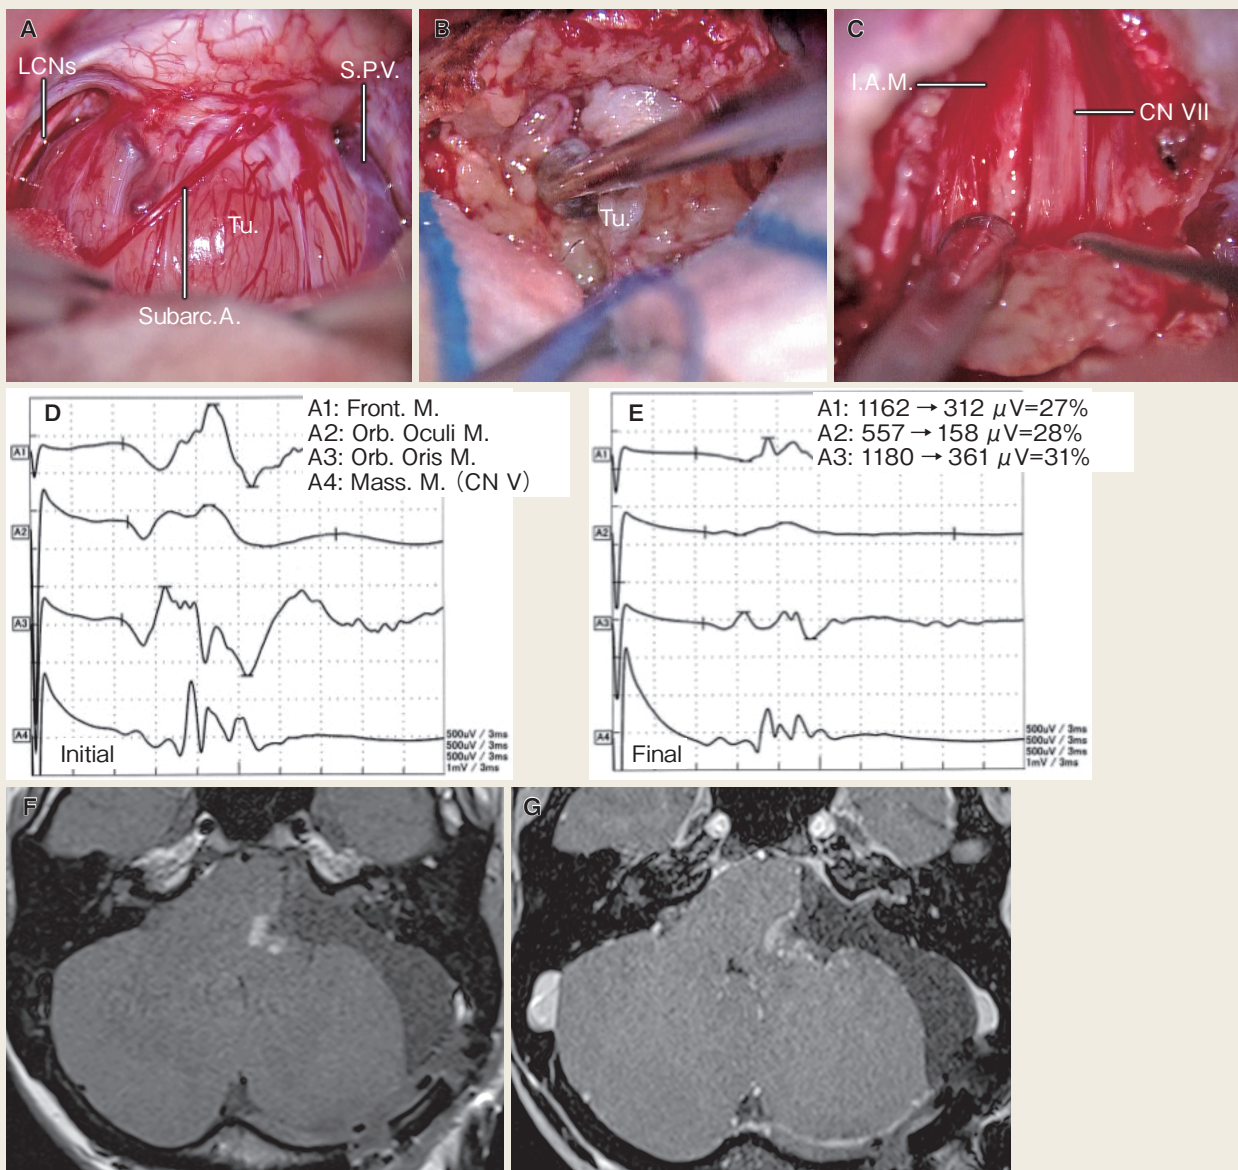 A
LCNs
S.P.V.
Tu.
Subarc.A.
B
Tu.
C
I.A.M.
CN VII
D
A1: Front. M.
A2: Orb. Oculi M.
A3: Orb. Oris M.
A4: Mass. M. (CN V)
A1
A2
A3
A4
Initial
500uV / 3ms
500uV / 3ms
500uV / 3ms
1mV / 3ms
E
A1: 1162 → 312 μV=27%
A2: 557 → 158 μV=28%
A3: 1180 → 361 μV=31%
A1
A2
A3
A4
Final
500uV / 3ms
500uV / 3ms
500uV / 3ms
1mV / 3ms
F
G